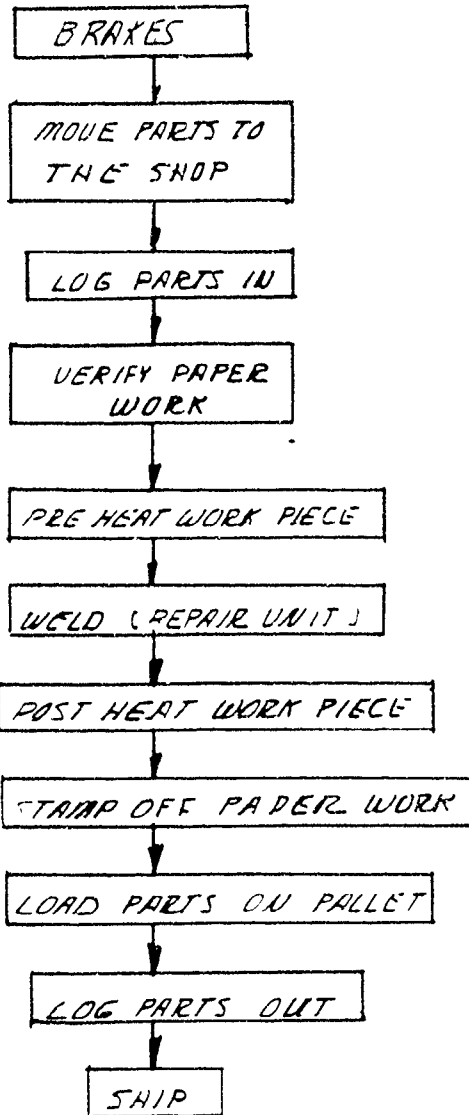 BRAKES
MOVE PARTS TO
THE SHOP
LOG PARTS IN
VERIFY PAPER
WORK
PRE HEAT WORK PIECE
WELD (REPAIR UNIT)
POST HEAT WORK PIECE
STAMP OFF PAPER WORK
LOAD PARTS ON PALLET
LOG PARTS OUT
SHIP